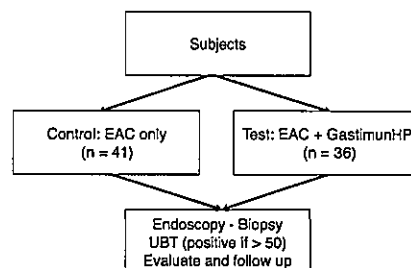 Subjects
Control: EAC only
(n = 41)
Test: EAC + GastimunHP
(n = 36)
Endoscopy - Biopsy
UBT (positive if > 50)
Evaluate and follow up